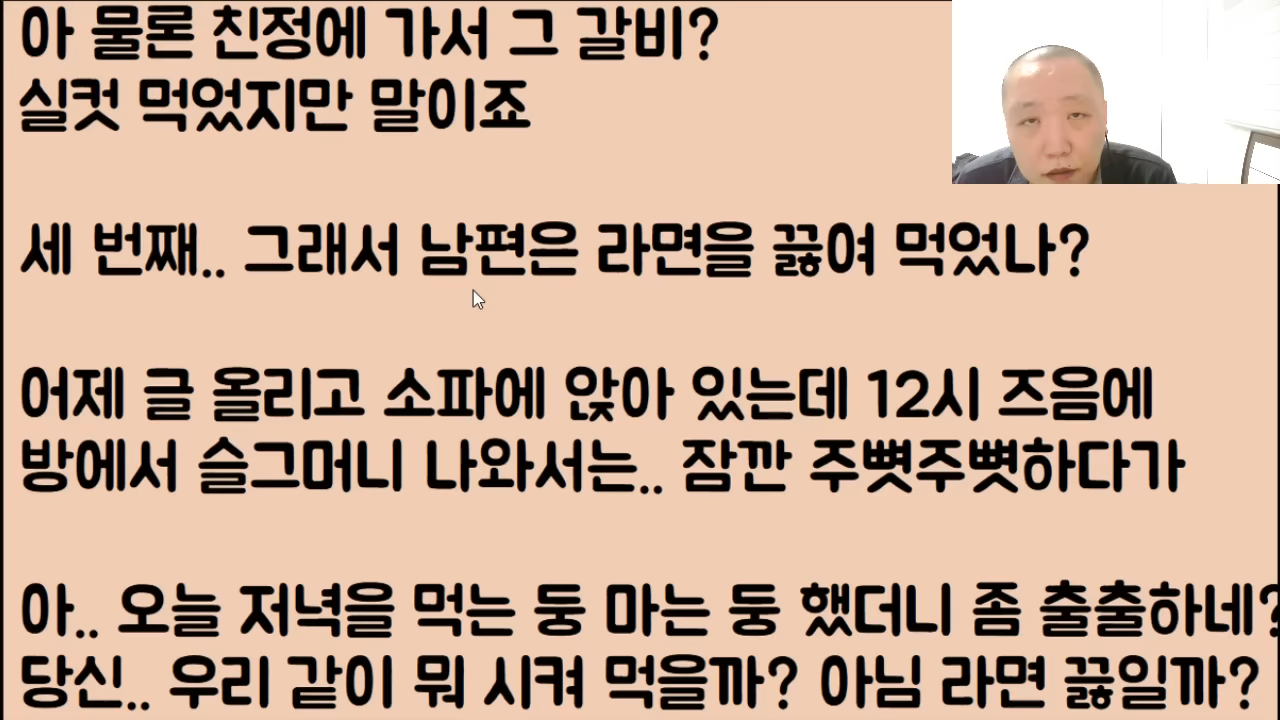 아 물론 친정에 가서 그 갈비?
실컷 먹었지만 말이죠
세 번째.. 그래서 남편은 라면을 끓여 먹었나?
어제 글 올리고 소파에 앉아 있는데 12시 즈음에
방에서 슬그머니 나와서는.. 잠깐 주뼛주뼛하다가
아.. 오늘 저녁을 먹는 둥 마는 둥 했더니 좀 출출하네?
당신.. 우리 같이 뭐 시켜 먹을까? 아님 라면 끓일까?